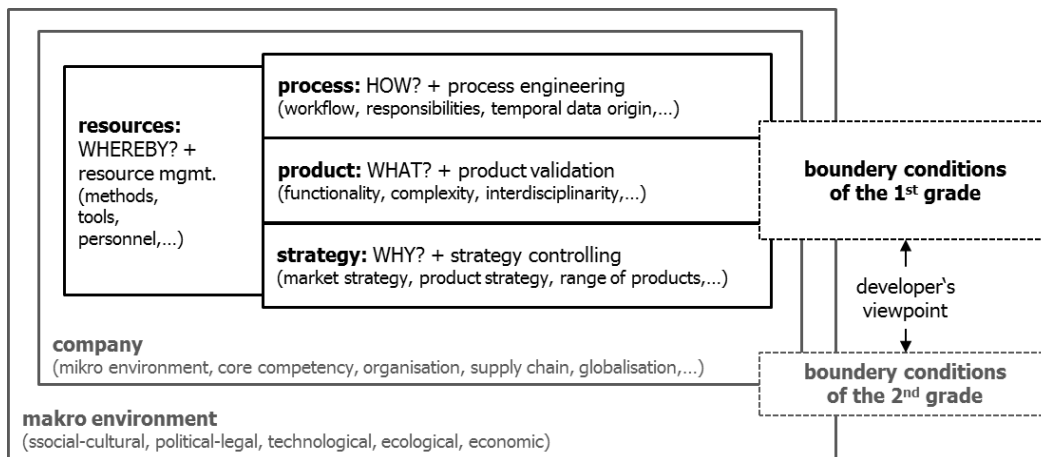 process: HOW? + process engineering
(workflow, responsibilities, temporal data origin,...)
resources:
WHEREBY? +
resource mgmt.
(methods,
tools,
personnel,...)
product: WHAT? + product validation
(functionality, complexity, interdisciplinarity,...)
strategy: WHY? + strategy controlling
(market strategy, product strategy, range of products,...)
boundery conditions
of the 1st grade
developer‘s
viewpoint
boundery conditions
of the 2nd grade
company
(mikro environment, core competency, organisation, supply chain, globalisation,...)
makro environment
(ssocial-cultural, political-legal, technological, ecological, economic)